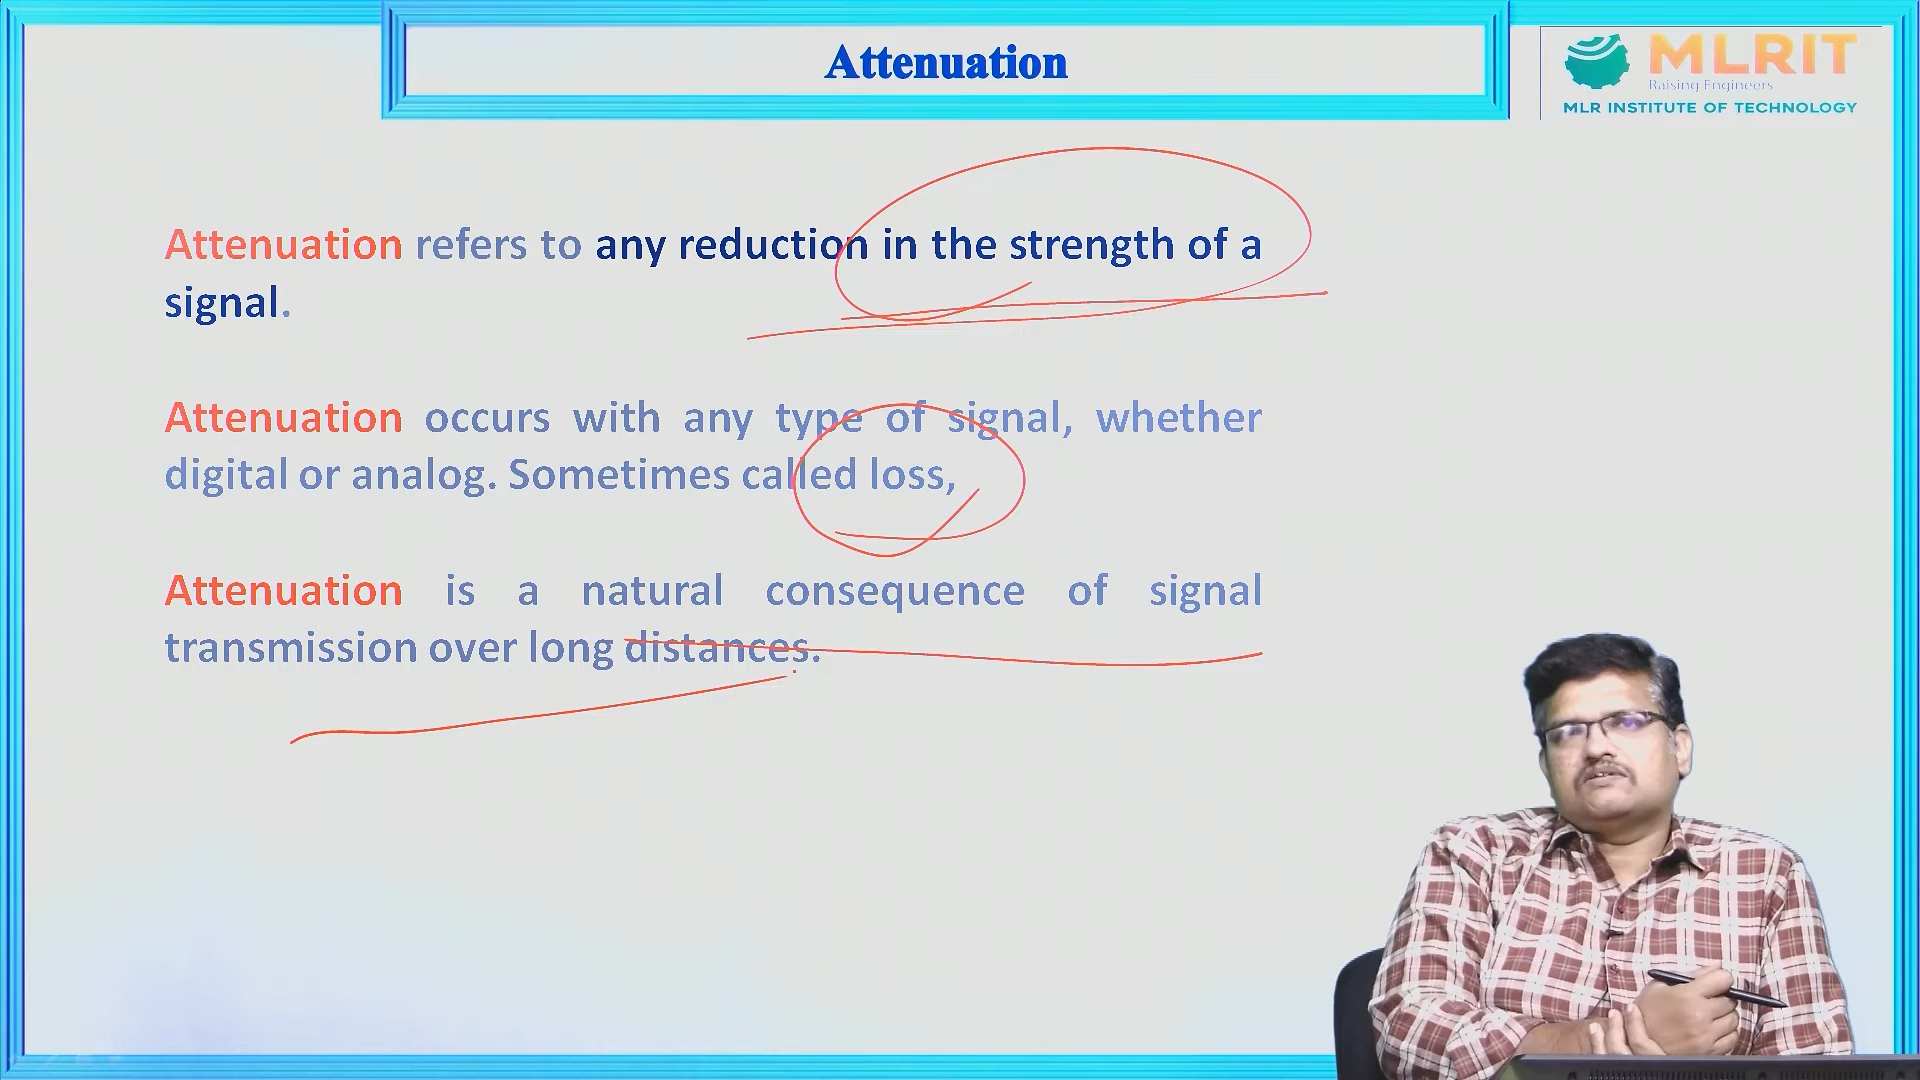 Attenuation
MLRIT
Raising Engineers
MLR INSTITUTE OF TECHNOLOGY
Attenuation refers to any reduction in the strength of a
signal.
Attenuation occurs with any type of signal, whether
digital or analog. Sometimes called loss,
Attenuation is a natural consequence of signal
transmission over long distances.